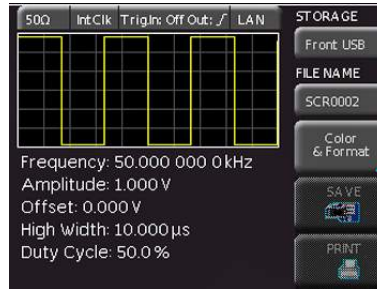 50Ω IntClk Trig.In: Off Out: LAN
STORAGE
Front USB
FILE NAME
SCR0002
Color
& Format
SAVE
PRINT
Frequency: 50.000 000 0 kHz
Amplitude: 1.000 V
Offset: 0.000 V
High Width: 10.000 µs
Duty Cycle: 50.0 %